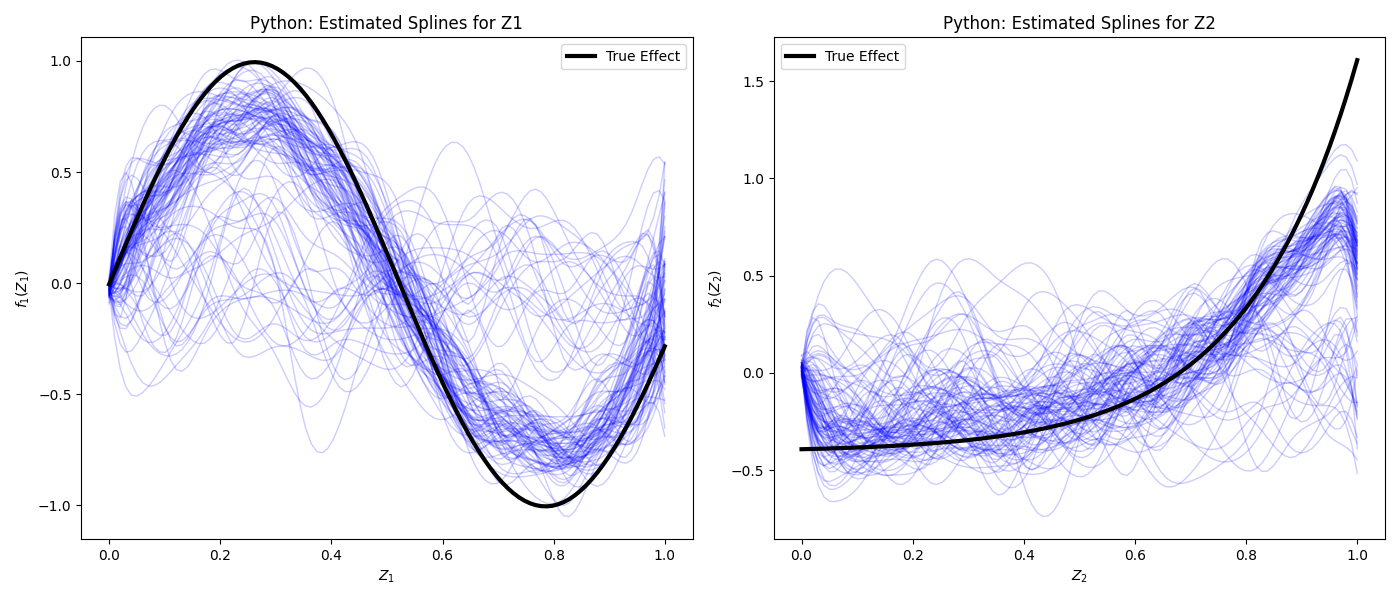 Python: Estimated Splines for Z1
True Effect
f₁(Z₁)
1.0
0.5
0.0
−0.5
−1.0
0.0 0.2 0.4 0.6 0.8 1.0
Z₁
Python: Estimated Splines for Z2
True Effect
f₂(Z₂)
1.5
1.0
0.5
0.0
−0.5
0.0 0.2 0.4 0.6 0.8 1.0
Z₂